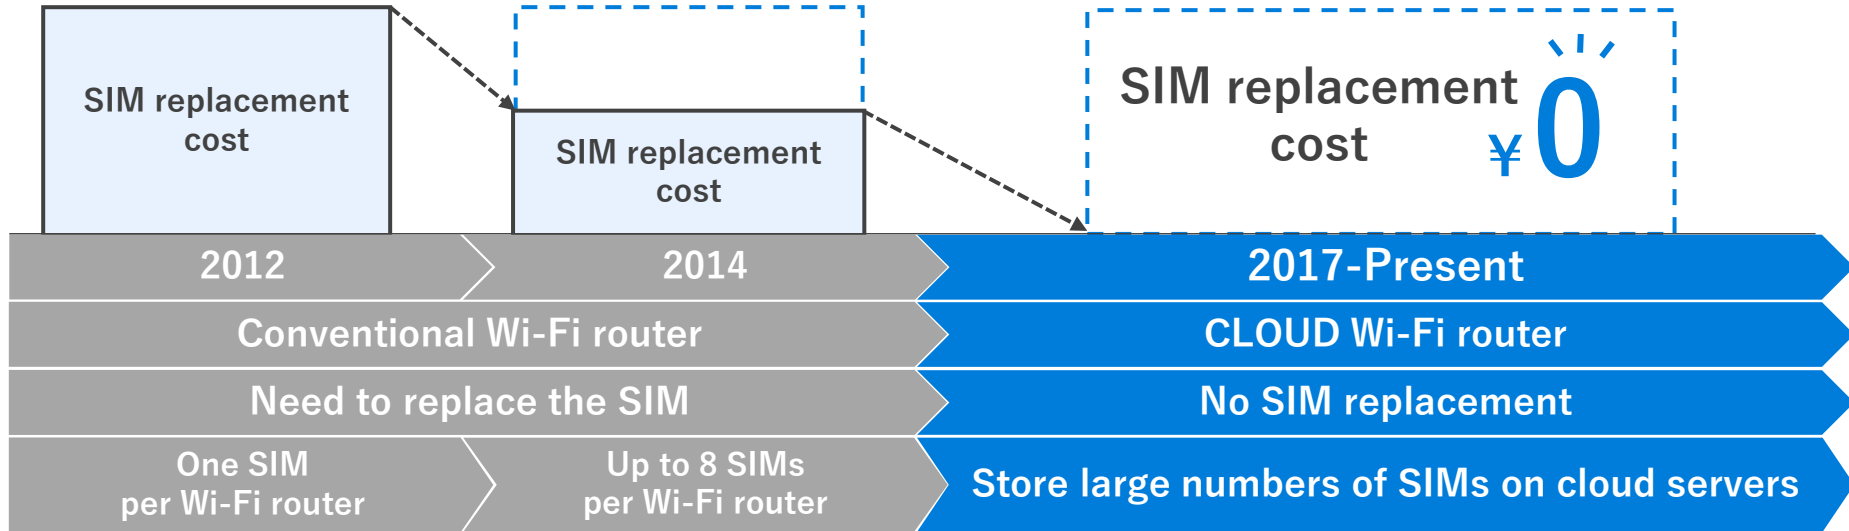 SIM replacement
cost
SIM replacement
cost
SIM replacement
cost ¥0
2012
2014
2017-Present
Conventional Wi-Fi router
CLOUD Wi-Fi router
Need to replace the SIM
No SIM replacement
One SIM
per Wi-Fi router
Up to 8 SIMs
per Wi-Fi router
Store large numbers of SIMs on cloud servers